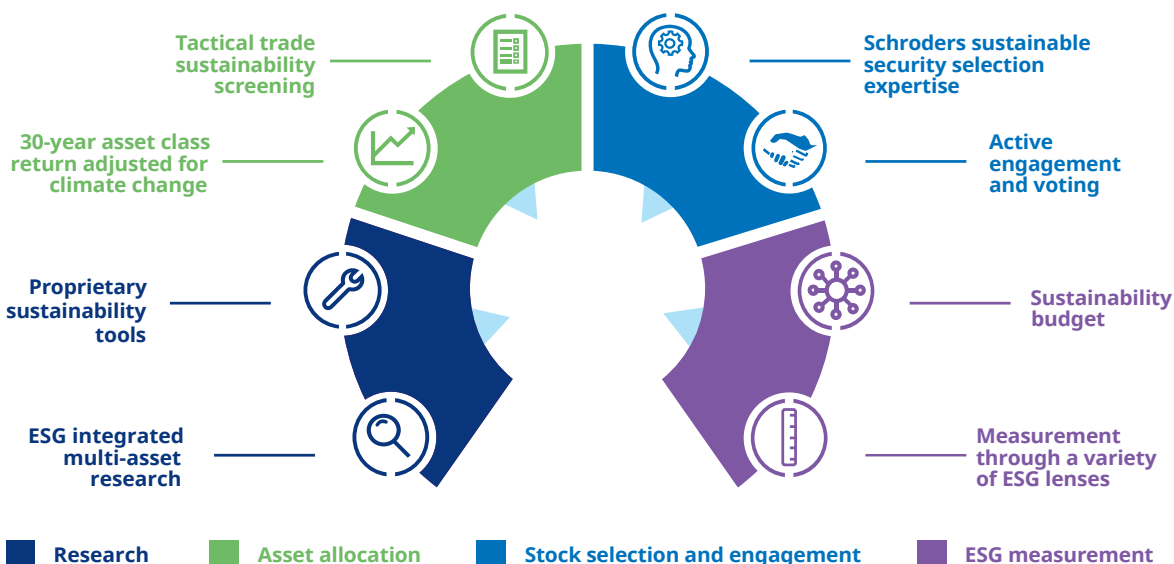 Tactical trade
sustainability
screening
30-year asset class
return adjusted for
climate change
Proprietary
sustainability
tools
ESG integrated
multi-asset
research
Schroders sustainable
security selection
expertise
Active
engagement
and voting
Sustainability
budget
Measurement
through a variety
of ESG lenses
Research
Asset allocation
Stock selection and engagement
ESG measurement